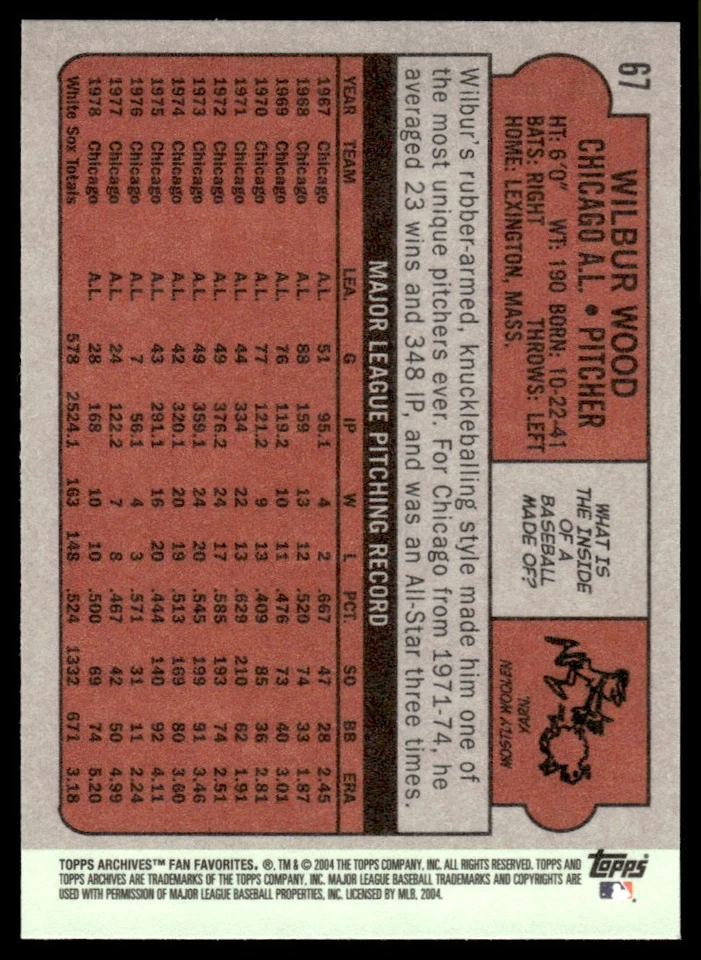 67
WILBUR WOOD
CHICAGO A.L. • PITCHER
HT: 6'0" WT: 190 BORN: 10-22-41
BATS: RIGHT THROWS: LEFT
HOME: LEXINGTON, MASS.
WHAT IS
THE INSIDE
OF A
BASEBALL
MADE OF?
MOSTLY WOOLEN
YARN.
Wilbur's rubber-armed, knuckleballing style made him one of
the most unique pitchers ever. For Chicago from 1971-74, he
averaged 23 wins and 348 IP, and was an All-Star three times.
MAJOR LEAGUE PITCHING RECORD
YEAR TEAM LEA. G IP W L PCT. SO BB ERA
1967 Chicago A.L. 51 95.1 4 2 .667 47 28 2.45
1968 Chicago A.L. 88 159 13 12 .520 74 33 1.87
1969 Chicago A.L. 76 119.2 10 11 .476 73 40 3.01
1970 Chicago A.L. 77 121.2 9 13 .409 85 36 2.81
1971 Chicago A.L. 44 334 22 13 .629 210 62 1.91
1972 Chicago A.L. 49 376.2 24 17 .585 193 74 2.51
1973 Chicago A.L. 49 359.1 24 20 .545 199 91 3.46
1974 Chicago A.L. 42 320.1 20 19 .513 169 80 3.60
1975 Chicago A.L. 43 291.1 16 20 .444 140 92 4.11
1976 Chicago A.L. 7 56.1 4 3 .571 31 11 2.24
1977 Chicago A.L. 24 122.2 7 8 .467 42 50 4.99
1978 Chicago A.L. 28 168 10 10 .500 69 74 5.20
White Sox Totals 578 2524.1 163 148 .524 1332 671 3.18
Topps
TOPPS ARCHIVES™ FAN FAVORITES. ®, TM & © 2004 THE TOPPS COMPANY, INC. ALL RIGHTS RESERVED. TOPPS AND
TOPPS ARCHIVES ARE TRADEMARKS OF THE TOPPS COMPANY, INC. MAJOR LEAGUE BASEBALL TRADEMARKS AND COPYRIGHTS ARE
USED WITH PERMISSION OF MAJOR LEAGUE BASEBALL PROPERTIES, INC. LICENSED BY MLB, 2004.